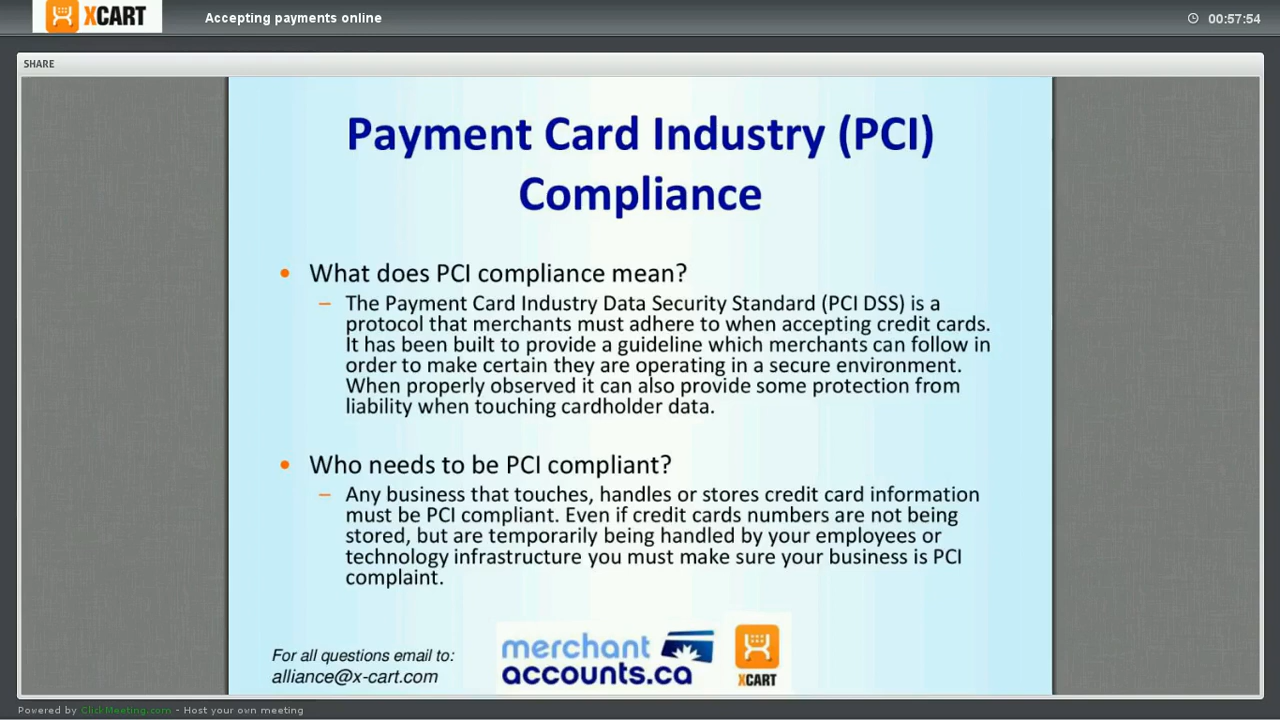 XCART
Accepting payments online
00:57:54
SHARE
Payment Card Industry (PCI)
Compliance
• What does PCI compliance mean?
– The Payment Card Industry Data Security Standard (PCI DSS) is a
protocol that merchants must adhere to when accepting credit cards.
It has been built to provide a guideline which merchants can follow in
order to make certain they are operating in a secure environment.
When properly observed it can also provide some protection from
liability when touching cardholder data.
• Who needs to be PCI compliant?
– Any business that touches, handles or stores credit card information
must be PCI compliant. Even if credit cards numbers are not being
stored, but are temporarily being handled by your employees or
technology infrastructure you must make sure your business is PCI
complaint.
For all questions email to:
alliance@x-cart.com
merchant
accounts.ca
XCART
Powered by ClickMeeting.com - Host your own meeting